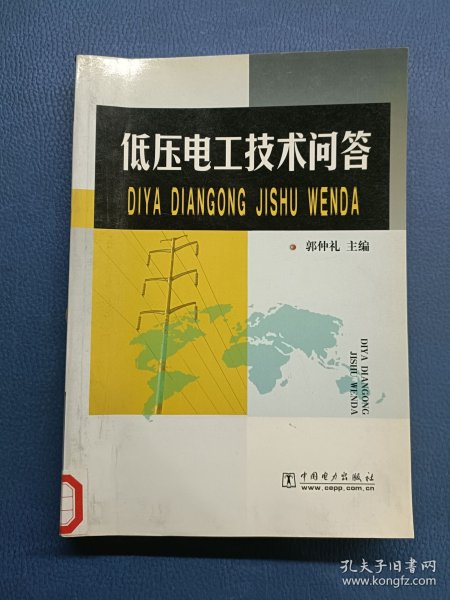 低压电工技术问答
DIYA DIANGONG JISHU WENDA
郭仲礼 主编
DIYA DIANGONG
JISHU WENDA
中国电力出版社
www.cepp.com.cn
孔夫子旧书网
www.kongfz.com